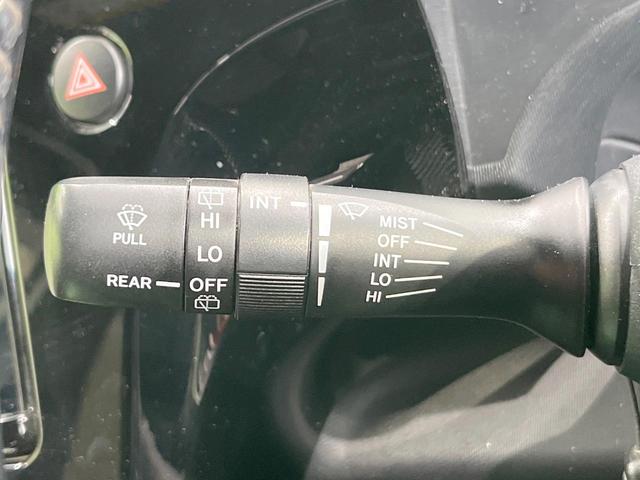 PULL
REAR
HI
LO
OFF
INT
MIST
OFF
INT
LO
HI